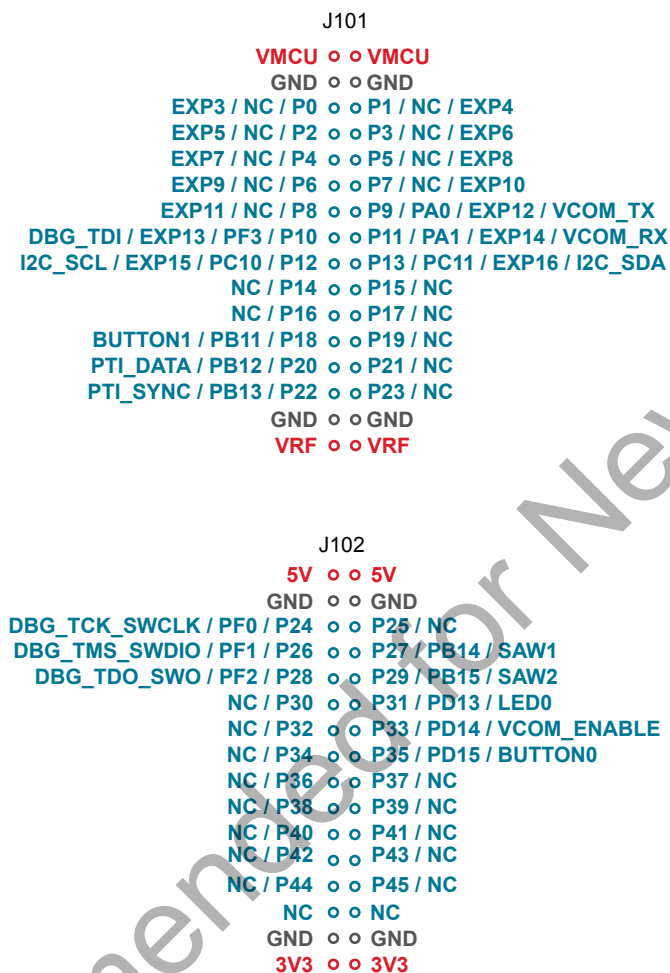 J101
VMCU VMCU
GND GND
EXP3 / NC / P0 P1 / NC / EXP4
EXP5 / NC / P2 P3 / NC / EXP6
EXP7 / NC / P4 P5 / NC / EXP8
EXP9 / NC / P6 P7 / NC / EXP10
EXP11 / NC / P8 P9 / PA0 / EXP12 / VCOM_TX
DBG_TDI / EXP13 / PF3 / P10 P11 / PA1 / EXP14 / VCOM_RX
I2C_SCL / EXP15 / PC10 / P12 P13 / PC11 / EXP16 / I2C_SDA
NC / P14 P15 / NC
NC / P16 P17 / NC
BUTTON1 / PB11 / P18 P19 / NC
PTI_DATA / PB12 / P20 P21 / NC
PTI_SYNC / PB13 / P22 P23 / NC
GND GND
VRF VRF
J102
5V 5V
GND GND
DBG_TCK_SWCLK / PF0 / P24 P25 / NC
DBG_TMS_SWDIO / PF1 / P26 P27 / PB14 / SAW1
DBG_TDO_SWO / PF2 / P28 P29 / PB15 / SAW2
NC / P30 P31 / PD13 / LED0
NC / P32 P33 / PD14 / VCOM_ENABLE
NC / P34 P35 / PD15 / BUTTON0
NC / P36 P37 / NC
NC / P38 P39 / NC
NC / P40 P41 / NC
NC / P42 P43 / NC
NC / P44 P45 / NC
NC NC
GND GND
3V3 3V3
mended for New